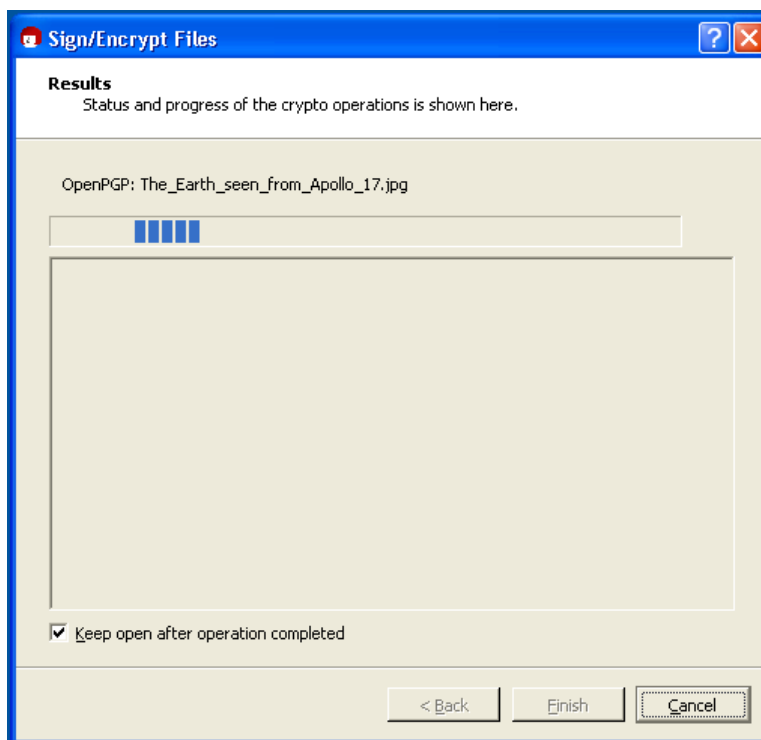 Sign/Encrypt Files
Results
Status and progress of the crypto operations is shown here.
OpenPGP: The_Earth_seen_from_Apollo_17.jpg
Keep open after operation completed
< Back Finish Cancel